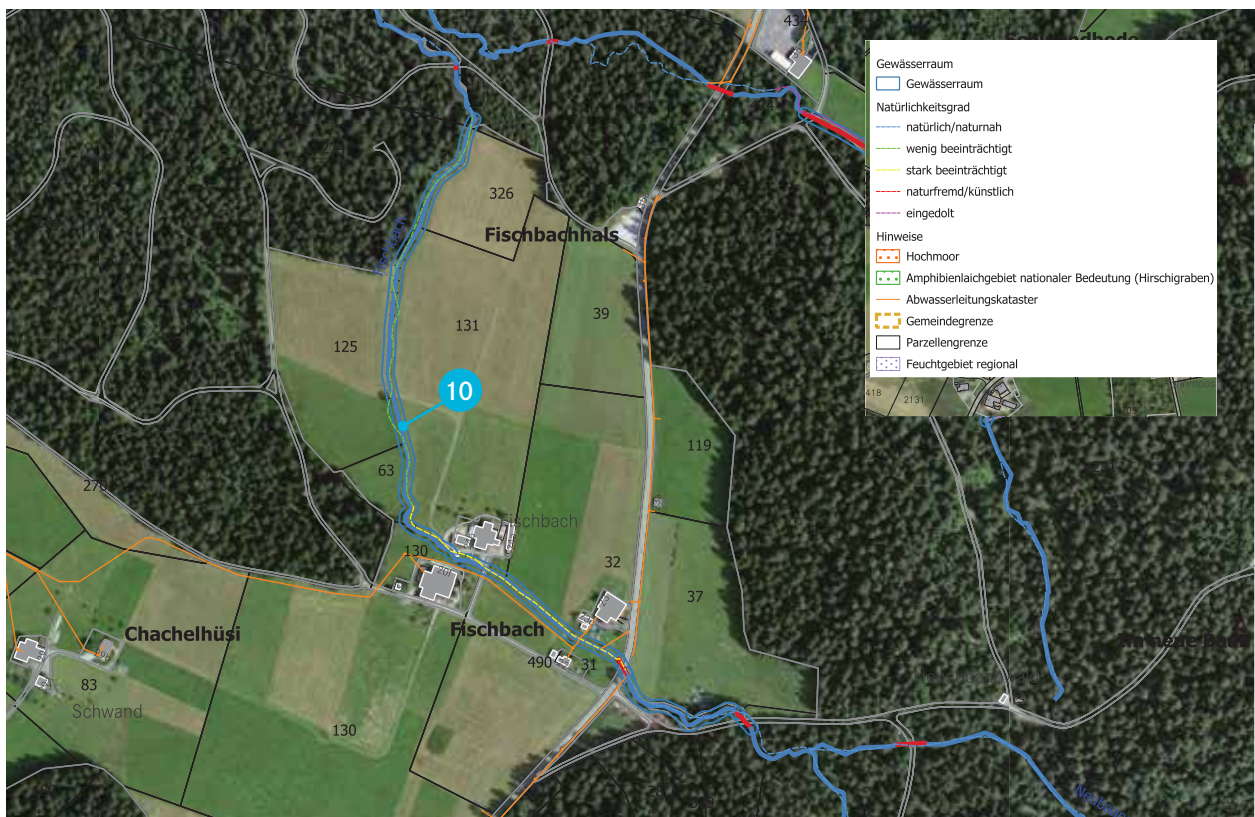 434
Gewässerraum
Gewässerraum
Natürlichkeitsgrad
natürlich/naturnah
wenig beeinträchtigt
stark beeinträchtigt
naturfremd/künstlich
eingedolt
Hinweise
Hochmoor
Amphibienlaichgebiet nationaler Bedeutung (Hirschigraben)
Abwasserleitungskataster
Gemeindegrenze
Parzellengrenze
Feuchtgebiet regional
326
Fischbachhals
Fischbach
39
131
125
10
418
2131
119
63
Fischbach
130
32
37
Chachelhüsi
Fischbach
490
31
83
Schwand
130